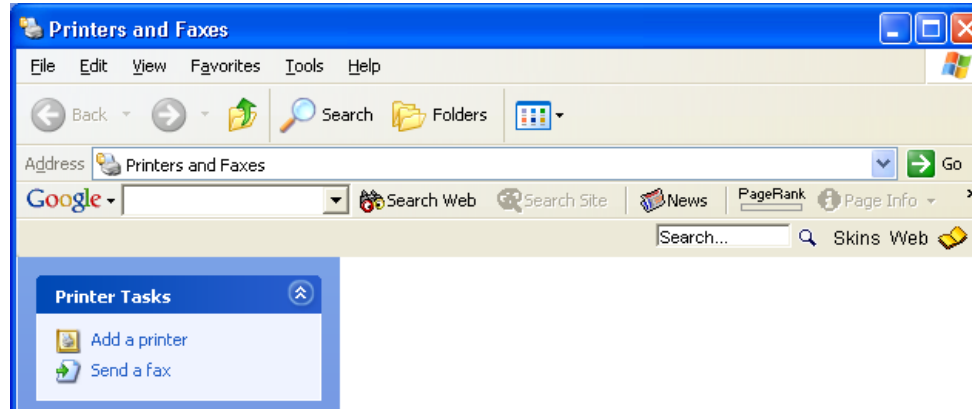 Printers and Faxes
File Edit View Favorites Tools Help
Back Search Folders
Address Printers and Faxes Go
Google Search Web Search Site News PageRank Page Info
Search... Skins Web
Printer Tasks
Add a printer
Send a fax